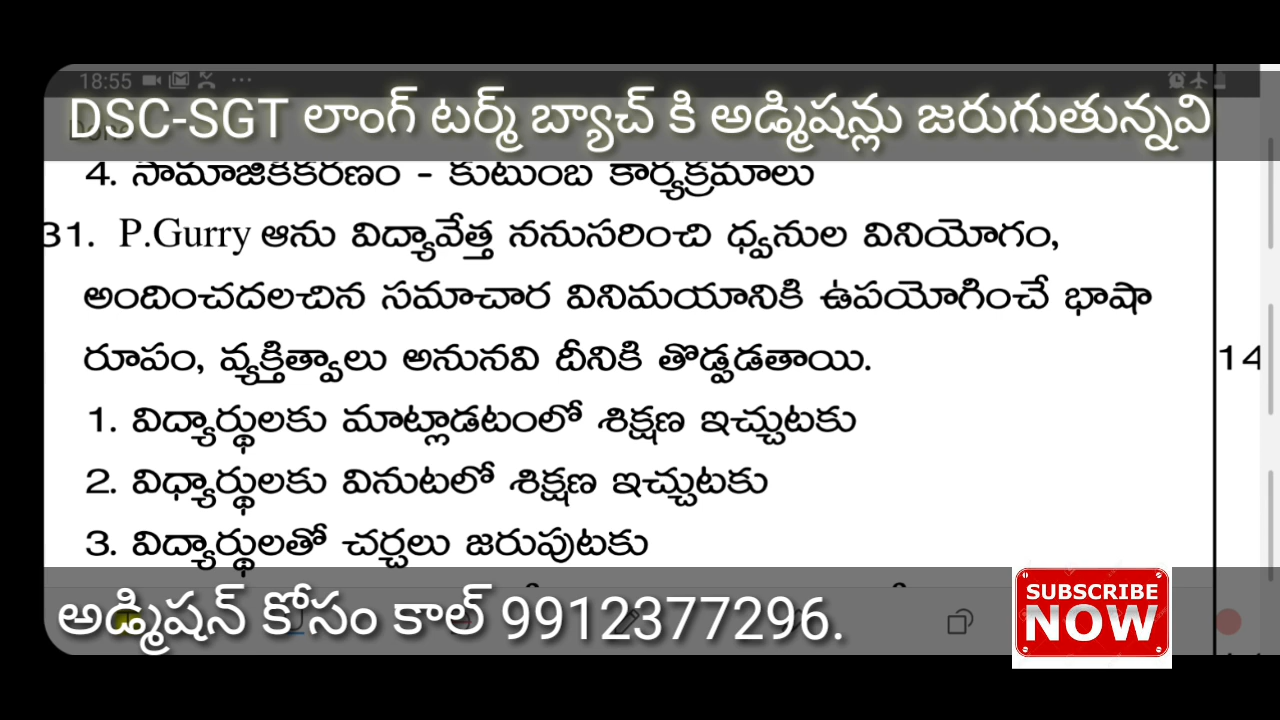 18:55
DSC-SGT లాంగ్ టర్మ్ బ్యాచ్ కి అడ్మిషన్లు జరుగుతున్నవి
4. సామాజికీకరణం - కుటుంబ కార్యక్రమాలు
31. P.Gurry ఆను విద్యావేత్త ననుసరించి ధ్వనుల వినియోగం,
అందించదలచిన సమాచార వినిమయానికి ఉపయోగించే భాషా
రూపం, వ్యక్తిత్వాలు అనునవి దీనికి తొడ్పడతాయి.
14
1. విద్యార్థులకు మాట్లాడటంలో శిక్షణ ఇచ్చుటకు
2. విధ్యార్థులకు వినుటలో శిక్షణ ఇచ్చుటకు
3. విద్యార్థులతో చర్చలు జరుపుటకు
అడ్మిషన్ కోసం కాల్ 9912377296.
SUBSCRIBE
NOW